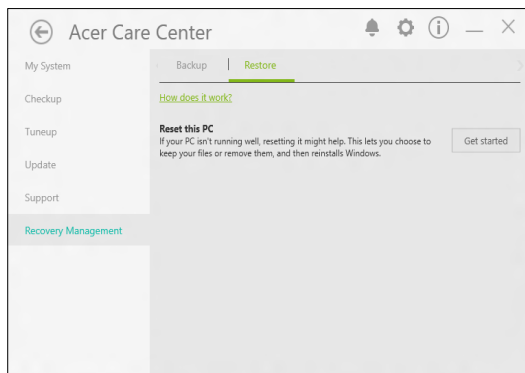 Acer Care Center
My System
Checkup
Tuneup
Update
Support
Recovery Management
Backup
Restore
How does it work?
Reset this PC
If your PC isn't running well, resetting it might help. This lets you choose to
keep your files or remove them, and then reinstalls Windows.
Get started